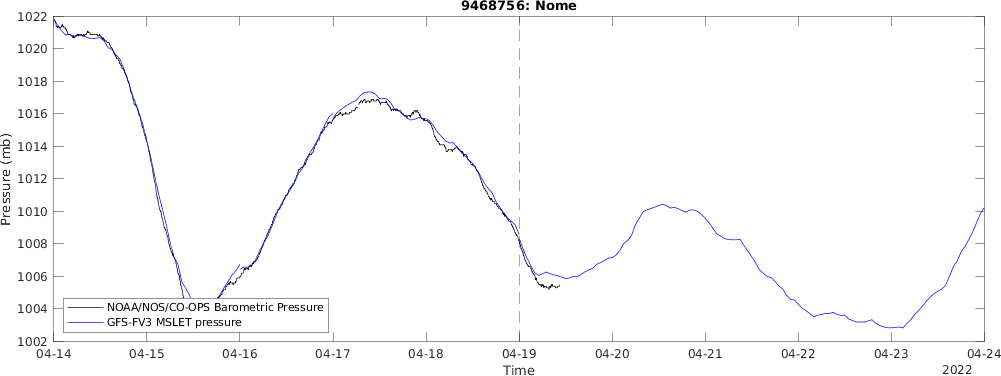 9468756: Nome
1022
1020
1018
1016
1014
1012
1010
1008
1006
1004
1002
Pressure (mb)
NOAA/NOS/CO-OPS Barometric Pressure
GFS-FV3 MSLET pressure
04-14 04-15 04-16 04-17 04-18 04-19 04-20 04-21 04-22 04-23 04-24
Time
2022